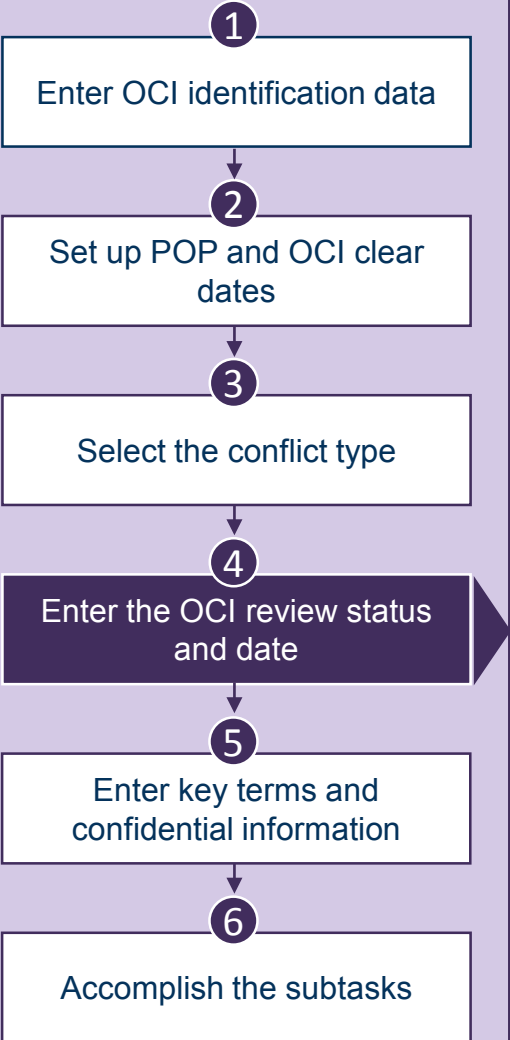 1
Enter OCI identification data
2
Set up POP and OCI clear
dates
3
Select the conflict type
4
Enter the OCI review status
and date
5
Enter key terms and
confidential information
6
Accomplish the subtasks